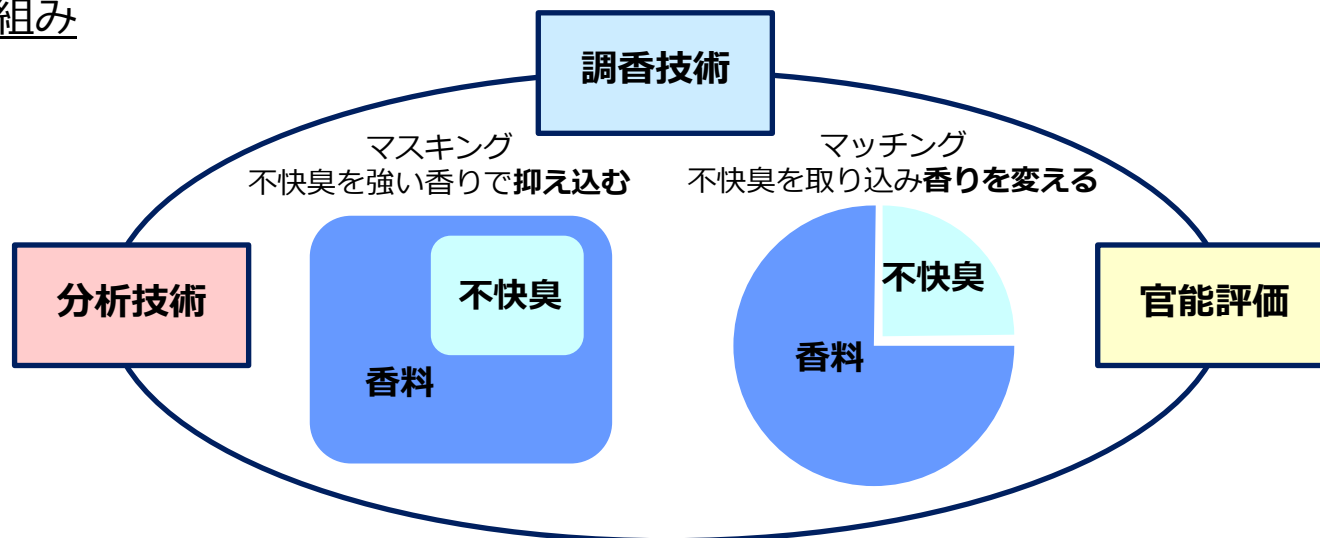 組み
調香技術
マスキング
不快臭を強い香りで抑え込む
マッチング
不快臭を取り込み香りを変える
分析技術
不快臭
香料
不快臭
香料
官能評価